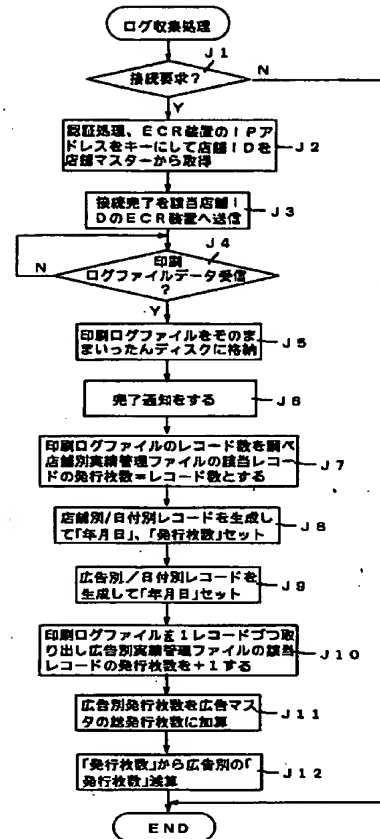 ログ収集処理
J1
接続要求?
N
Y
認証処理、ECR装置のIPア
ドレスをキーにして店舗IDを
店舗マスターから取得
J2
接続完了を該当店舗I
DのECR装置へ送信
J3
J4
印刷
ログファイルデータ受信
?
N
Y
印刷ログファイルをそのま
まいったんディスクに格納
J5
完了通知をする
J6
印刷ログファイルのレコード数を調べ
店舗別実績管理ファイルの該当レコー
ドの発行枚数=レコード数とする
J7
店舗別/日付別レコードを生成し
て「年月日」、「発行枚数」セット
J8
広告別/日付別レコードを
生成して「年月日」セット
J9
印刷ログファイルを1レコードづつ取
り出し広告別実績管理ファイルの該当
レコードの発行枚数を+1する
J10
広告別発行枚数を広告マス
タの総発行枚数に加算
J11
「発行枚数」から広告別の「
発行枚数」減算
J12
END